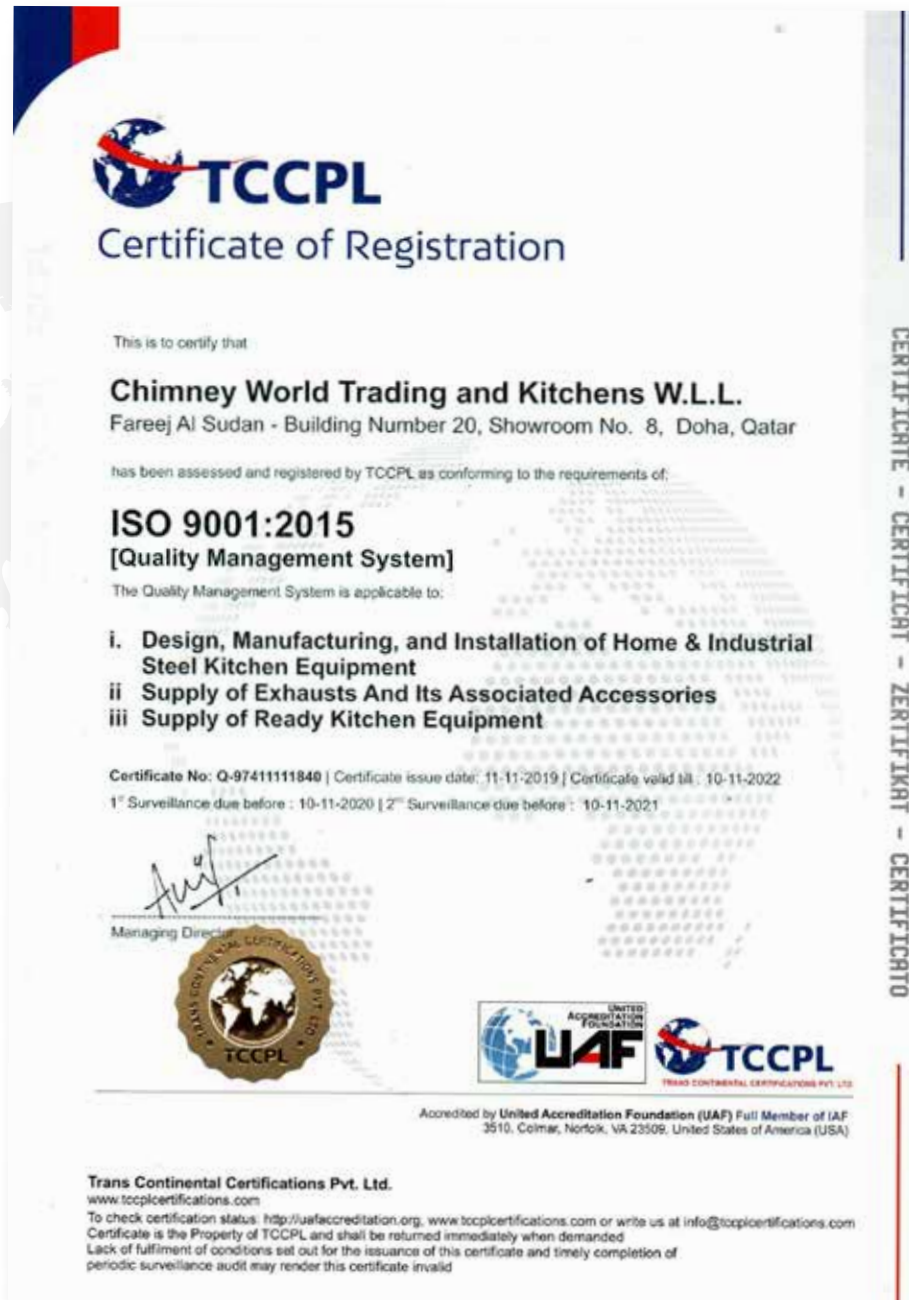 TCCPL
Certificate of Registration
This is to certify that
Chimney World Trading and Kitchens W.L.L.
Fareej Al Sudan - Building Number 20, Showroom No. 8, Doha, Qatar
has been assessed and registered by TCCPL as conforming to the requirements of:
ISO 9001:2015
[Quality Management System]
The Quality Management System is applicable to:
i. Design, Manufacturing, and Installation of Home & Industrial
Steel Kitchen Equipment
ii Supply of Exhausts And Its Associated Accessories
iii Supply of Ready Kitchen Equipment
Certificate No: Q-97411111840 | Certificate issue date: 11-11-2019 | Certificate valid till : 10-11-2022
1st Surveillance due before : 10-11-2020 | 2nd Surveillance due before : 10-11-2021
Managing Director
TRANS CONTINENTAL CERTIFICATIONS PVT. LTD
TCCPL
UNITED
ACCREDITATION
FOUNDATION
UAF
TCCPL
TRANS CONTINENTAL CERTIFICATIONS PVT. LTD
Accredited by United Accreditation Foundation (UAF) Full Member of IAF
3510, Colmar, Norfolk, VA 23509, United States of America (USA)
Trans Continental Certifications Pvt. Ltd.
www.tccplcertifications.com
To check certification status: http://uafaccreditation.org, www.tccplcertifications.com or write us at info@tccplcertifications.com
Certificate is the Property of TCCPL and shall be returned immediately when demanded
Lack of fulfilment of conditions set out for the issuance of this certificate and timely completion of
periodic surveillance audit may render this certificate invalid
CERTIFICATE - CERTIFICAT - ZERTIFIKAT - CERTIFICATO